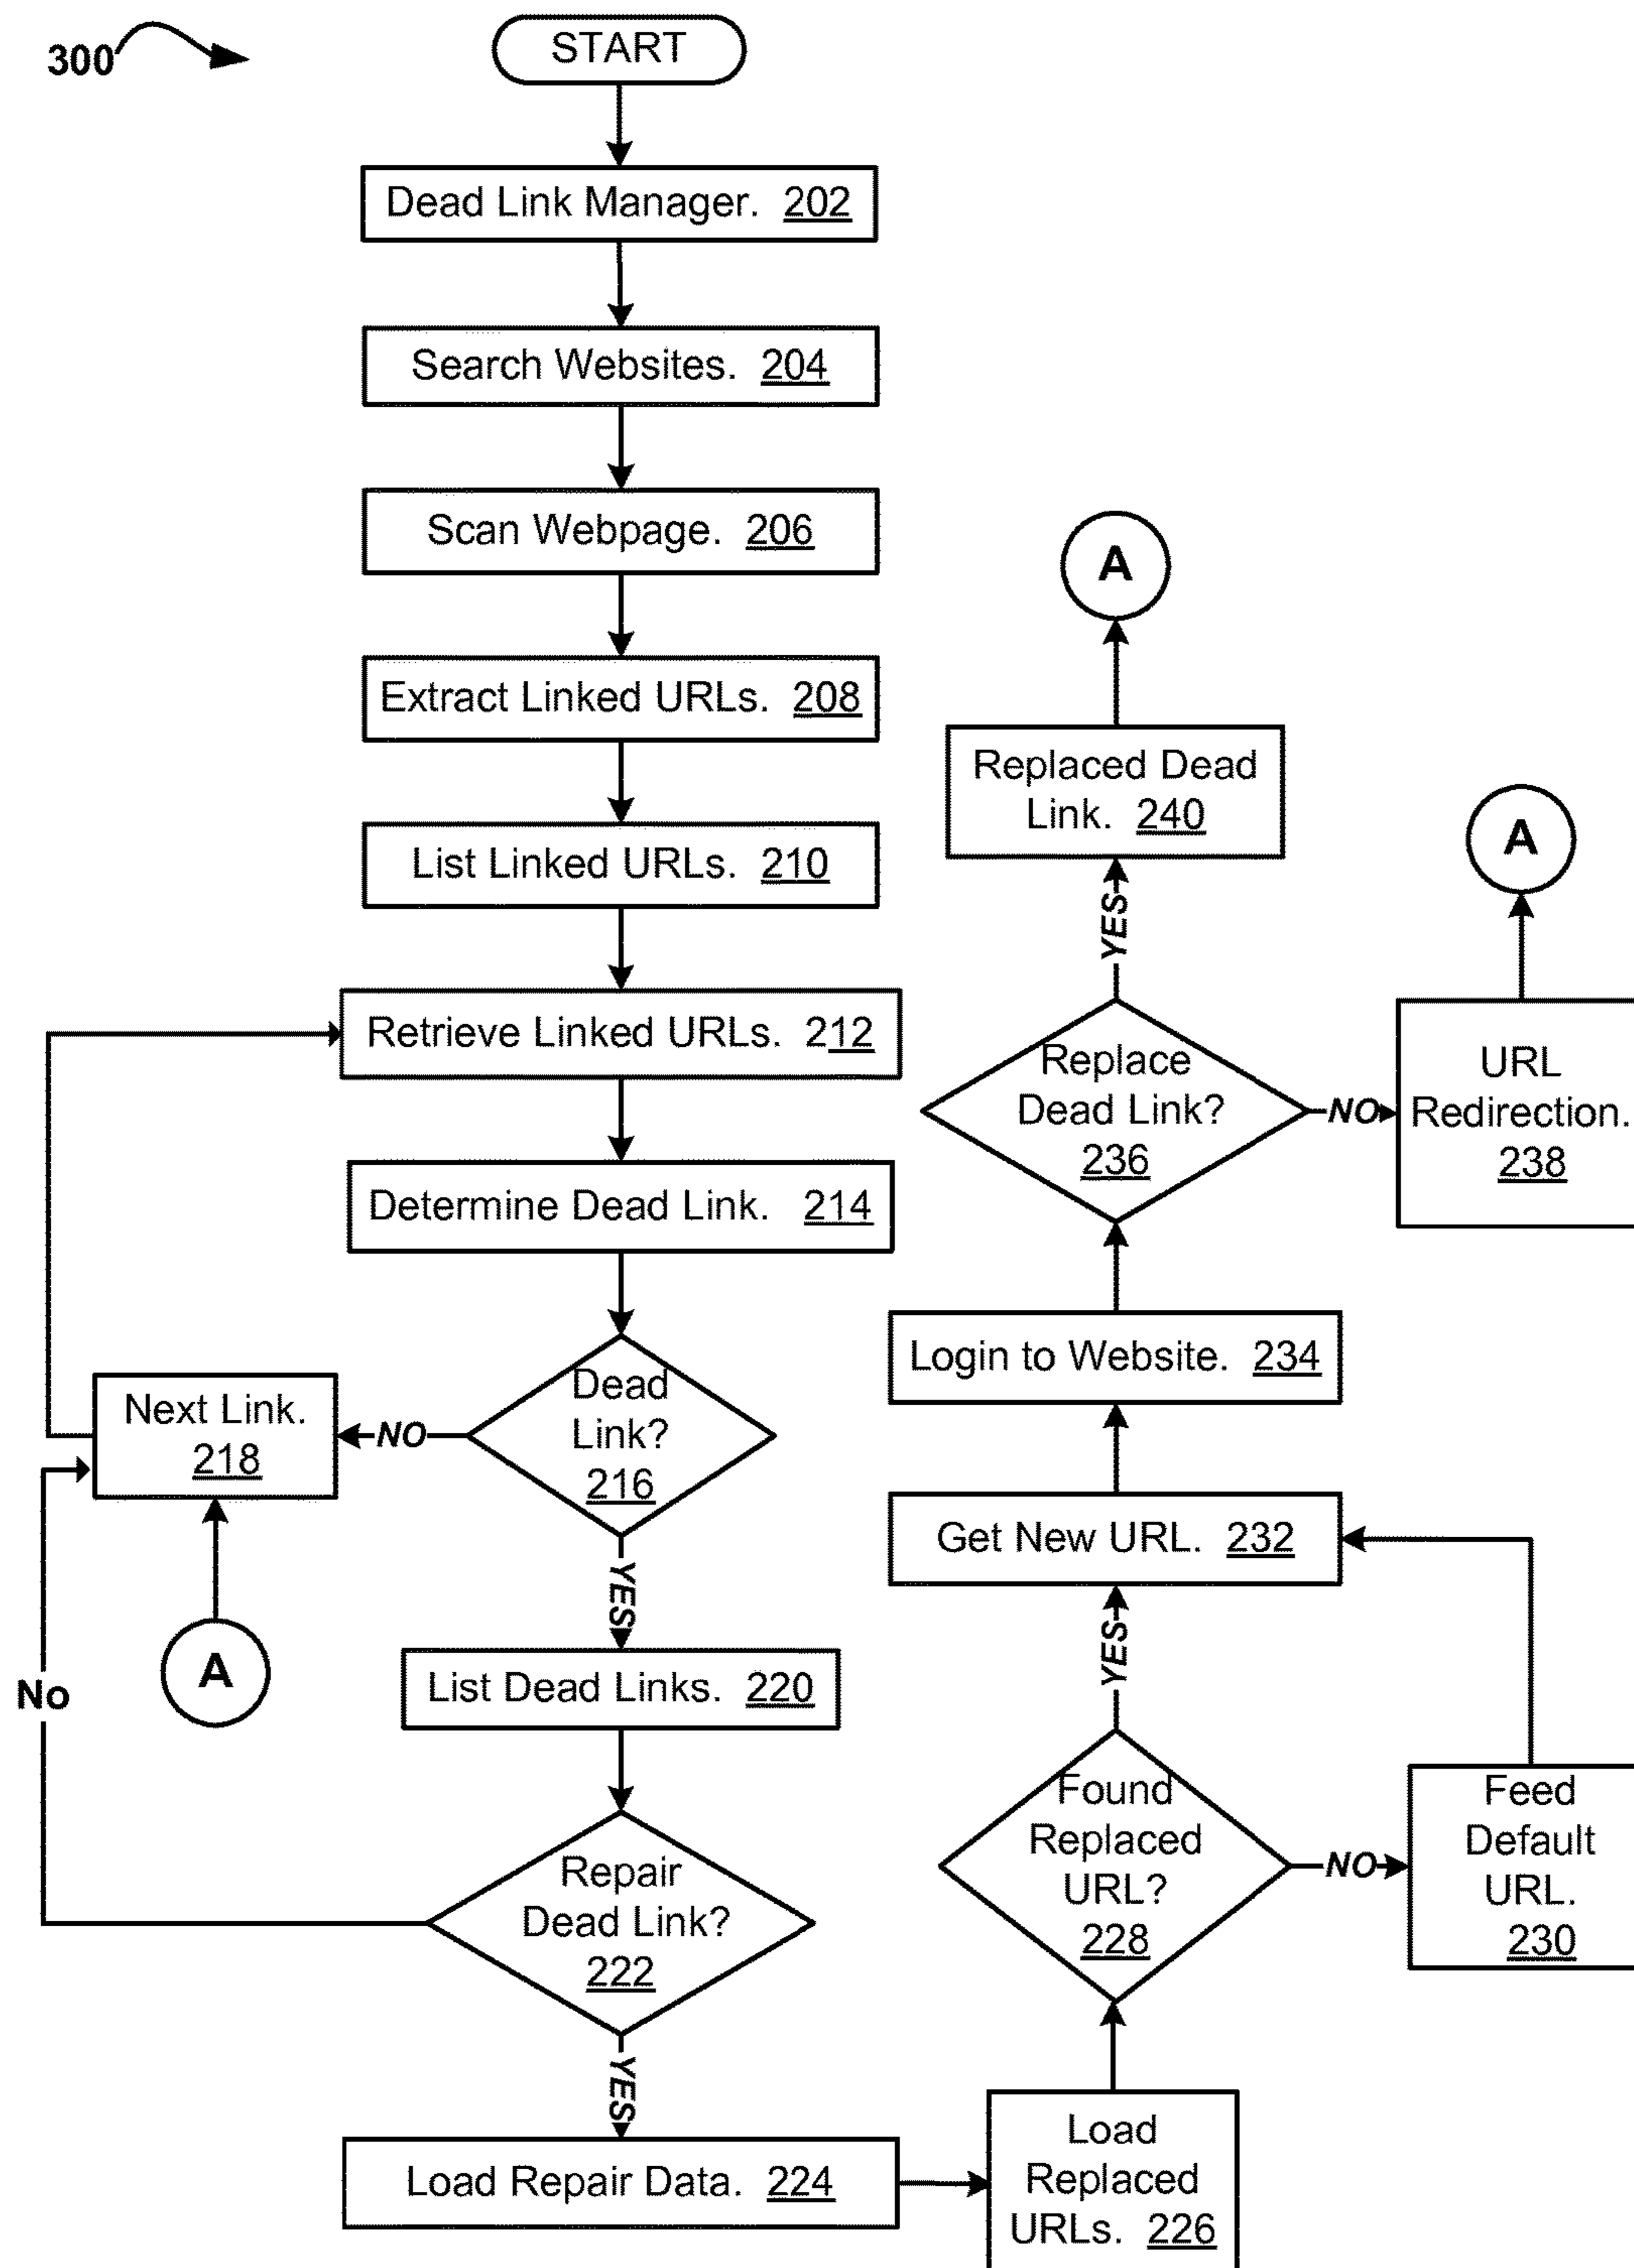 300
START
Dead Link Manager. 202
Search Websites. 204
Scan Webpage. 206
Extract Linked URLs. 208
List Linked URLs. 210
Retrieve Linked URLs. 212
Determine Dead Link. 214
Dead
Link?
216
NO
Next Link.
218
A
YES
List Dead Links. 220
No
Repair
Dead Link?
222
YES
Load Repair Data. 224
Load
Replaced
URLs. 226
Found
Replaced
URL?
228
NO
Feed
Default
URL.
230
YES
Get New URL. 232
Login to Website. 234
Replace
Dead Link?
236
NO
URL
Redirection.
238
A
YES
Replaced Dead
Link. 240
A